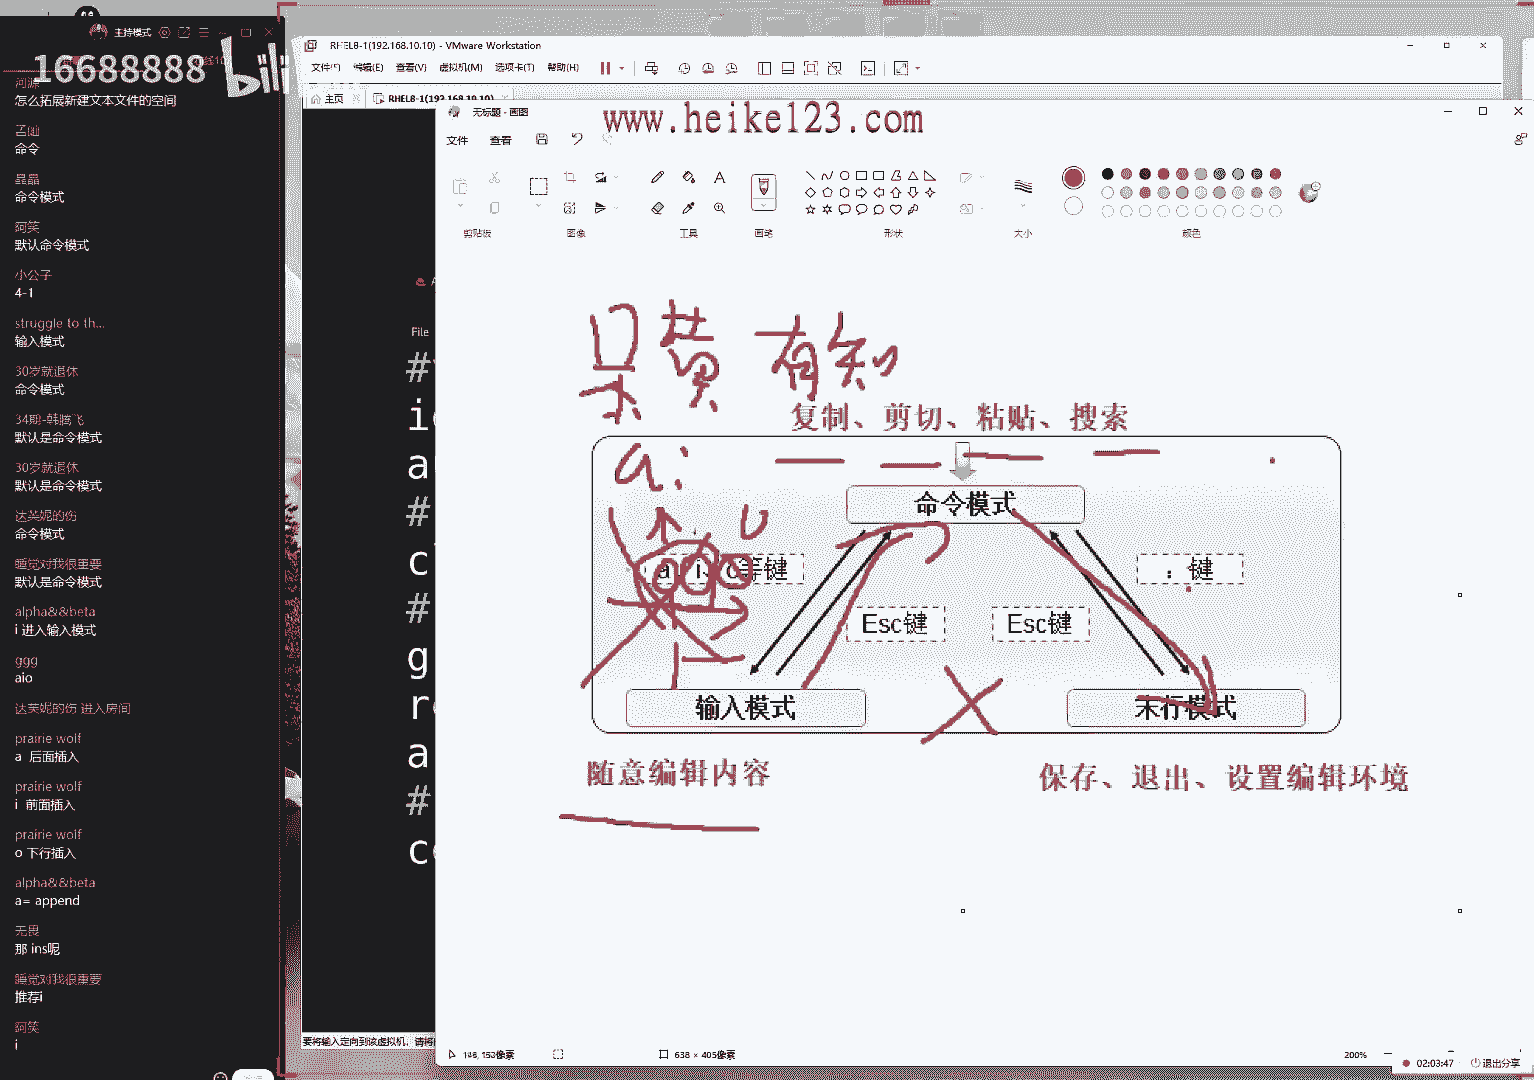 主持模式
16688888
bili
河源
怎么拓展新建文本文件的空间
命令
晶晶
命令模式
阿笑
默认命令模式
小公子
4-1
struggle to th...
输入模式
30岁就退休
命令模式
34期-韩腾飞
默认是命令模式
30岁就退休
默认是命令模式
达芙妮的伤
命令模式
睡觉对我很重要
默认是命令模式
alpha&&beta
i 进入输入模式
ggg
aio
达芙妮的伤 进入房间
prairie wolf
a 后面插入
prairie wolf
i 前面插入
prairie wolf
o 下行插入
alpha&&beta
a= append
无畏
那 ins呢
睡觉对我很重要
推荐i
阿笑
i
RHEL8-1(192.168.10.10) - VMware Workstation
文件(F) 编辑(E) 查看(V) 虚拟机(M) 选项卡(T) 帮助(H)
主页 RHEL8-1(192.168.10.10)
无标题 - 画图
www.heike123.com
文件 查看
剪贴板 图像 工具 画笔 形状 大小 颜色
File
#
a
#
#
g
a
#
有知
复制、剪切、粘贴、搜索
a:
命令模式
等键
：键
Esc键 Esc键
输入模式 末行模式
随意编辑内容 保存、退出、设置编辑环境
要将输入定向到该虚拟机，请将
146, 153像素 638 × 405像素 200%
02:03:47 退出分享